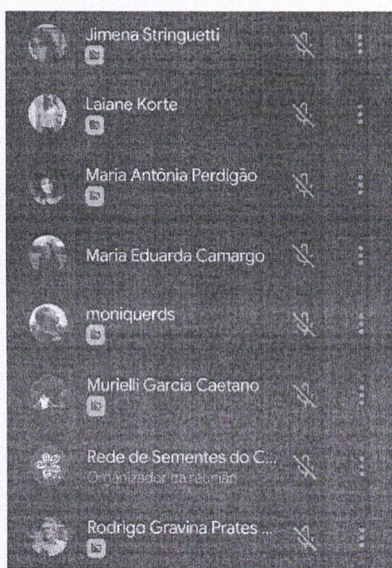 Jimena Stringuetti
Laiane Korte
Maria Antônia Perdigão
Maria Eduarda Camargo
moniquerds
Murielli Garcia Caetano
Rede de Sementes do C...
Organizador da reunião
Rodrigo Gravina Prates ...